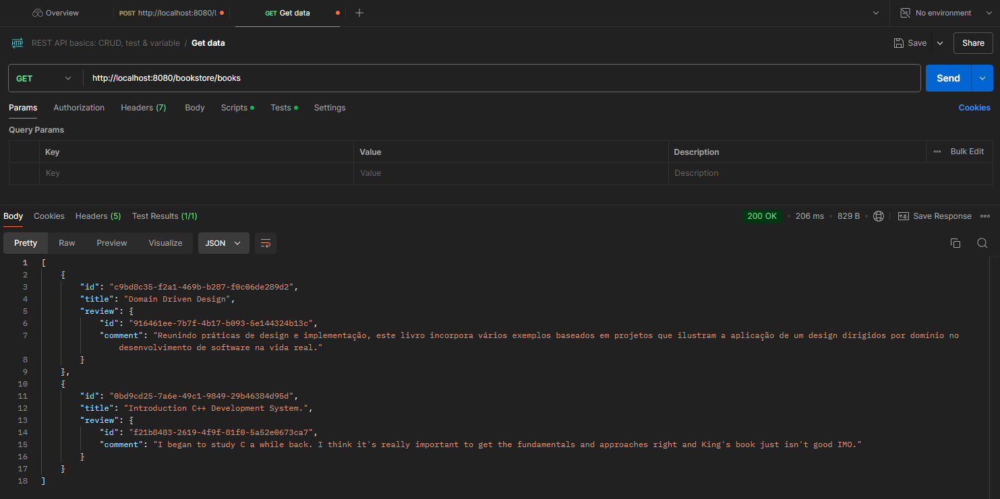 Overview
POST http://localhost:8080/l
GET Get data
No environment
HTTP REST API basics: CRUD, test & variable / Get data
Save
Share
GET
http://localhost:8080/bookstore/books
Send
Params Authorization Headers (7) Body Scripts Tests Settings
Cookies
Query Params
Key Value Description Bulk Edit
Key Value Description
Body Cookies Headers (5) Test Results (1/1)
200 OK 206 ms 829 B e.g. Save Response
Pretty Raw Preview Visualize JSON
1 [
2 {
3 "id": "c9bd8c35-f2a1-469b-b287-f0c06de289d2",
4 "title": "Domain Driven Design",
5 "review": {
6 "id": "916461ee-7b7f-4b17-b093-5e144324b13c",
7 "comment": "Reunindo práticas de design e implementação, este livro incorpora vários exemplos baseados em projetos que ilustram a aplicação de um design dirigidos por domínio no
desenvolvimento de software na vida real."
8 }
9 },
10 {
11 "id": "0bd9cd25-7a6e-49c1-9849-29b46384d95d",
12 "title": "Introduction C++ Development System.",
13 "review": {
14 "id": "f21b8483-2619-4f9f-81f0-5a52e0673ca7",
15 "comment": "I began to study C a while back. I think it's really important to get the fundamentals and approaches right and King's book just isn't good IMO."
16 }
17 }
18 ]